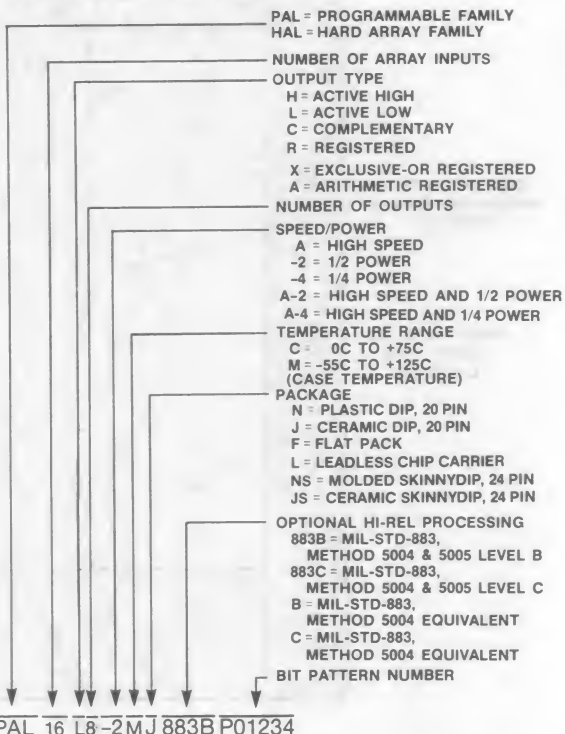 PAL = PROGRAMMABLE FAMILY
HAL = HARD ARRAY FAMILY
NUMBER OF ARRAY INPUTS
OUTPUT TYPE
H = ACTIVE HIGH
L = ACTIVE LOW
C = COMPLEMENTARY
R = REGISTERED
X = EXCLUSIVE-OR REGISTERED
A = ARITHMETIC REGISTERED
NUMBER OF OUTPUTS
SPEED/POWER
A = HIGH SPEED
-2 = 1/2 POWER
-4 = 1/4 POWER
A-2 = HIGH SPEED AND 1/2 POWER
A-4 = HIGH SPEED AND 1/4 POWER
TEMPERATURE RANGE
C = 0C TO +75C
M = -55C TO +125C
(CASE TEMPERATURE)
PACKAGE
N = PLASTIC DIP, 20 PIN
J = CERAMIC DIP, 20 PIN
F = FLAT PACK
L = LEADLESS CHIP CARRIER
NS = MOLDED SKINNYDIP, 24 PIN
JS = CERAMIC SKINNYDIP, 24 PIN
OPTIONAL HI-REL PROCESSING
883B = MIL-STD-883,
METHOD 5004 & 5005 LEVEL B
883C = MIL-STD-883,
METHOD 5004 & 5005 LEVEL C
B = MIL-STD-883,
METHOD 5004 EQUIVALENT
C = MIL-STD-883,
METHOD 5004 EQUIVALENT
BIT PATTERN NUMBER
PAL 16 L8 -2 M J 883B P01234